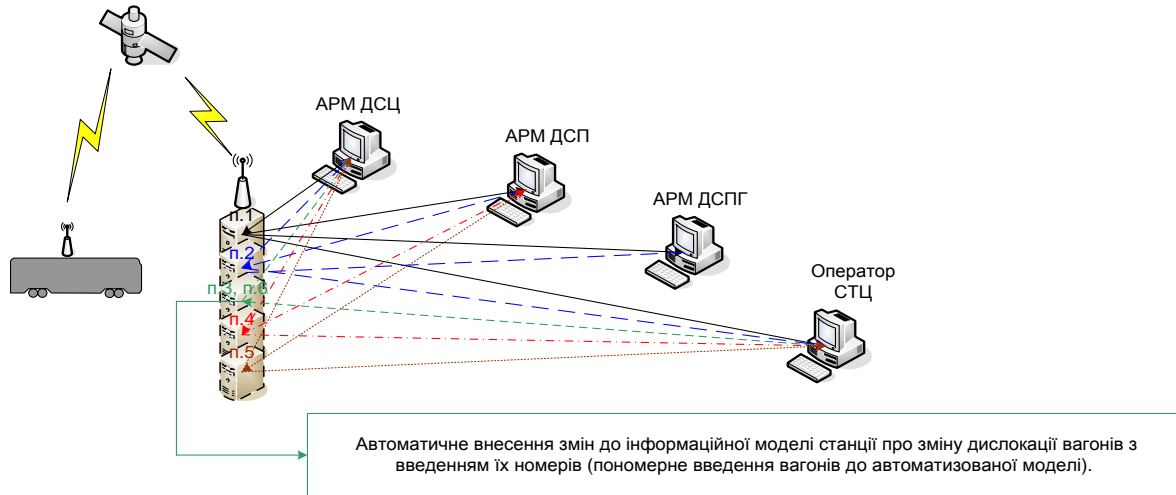 АРМ ДСЦ
АРМ ДСП
АРМ ДСПГ
Оператор
СТЦ
п.1
п.2
п.3, п.6
п.4
п.5
Автоматичне внесення змін до інформаційної моделі станції про зміну дислокації вагонів з
введенням їх номерів (пономерне введення вагонів до автоматизованої моделі).